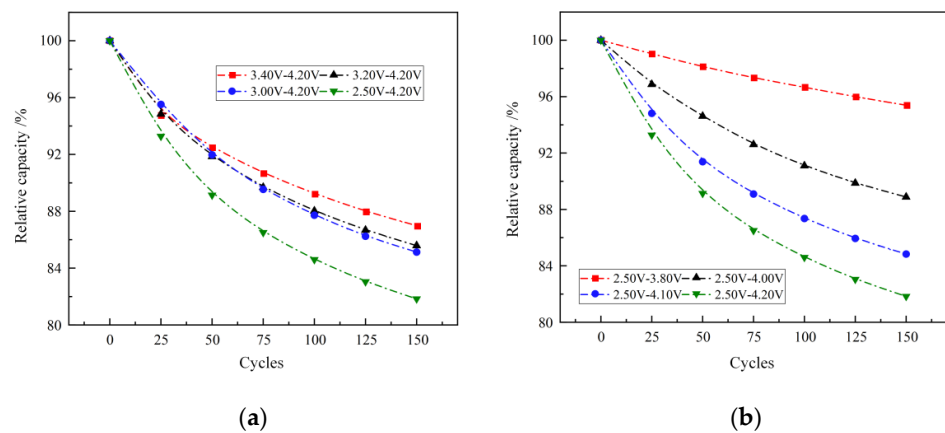 100
96
92
88
84
80
Relative capacity /%
3.40V-4.20V 3.20V-4.20V
3.00V-4.20V 2.50V-4.20V
0 25 50 75 100 125 150
Cycles
(a)
100
96
92
88
84
80
Relative capacity /%
2.50V-3.80V 2.50V-4.00V
2.50V-4.10V 2.50V-4.20V
0 25 50 75 100 125 150
Cycles
(b)